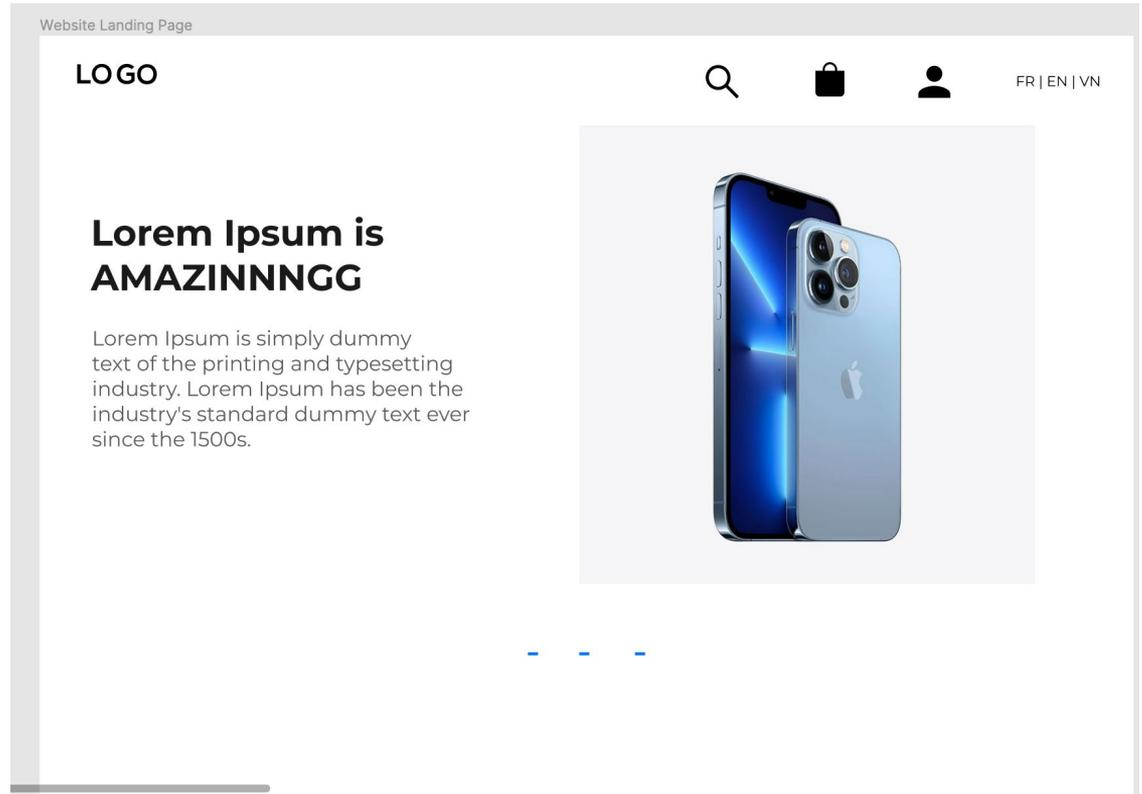 Website Landing Page
LOGO
FR | EN | VN
Lorem Ipsum is
AMAZINNNGG
Lorem Ipsum is simply dummy
text of the printing and typesetting
industry. Lorem Ipsum has been the
industry's standard dummy text ever
since the 1500s.